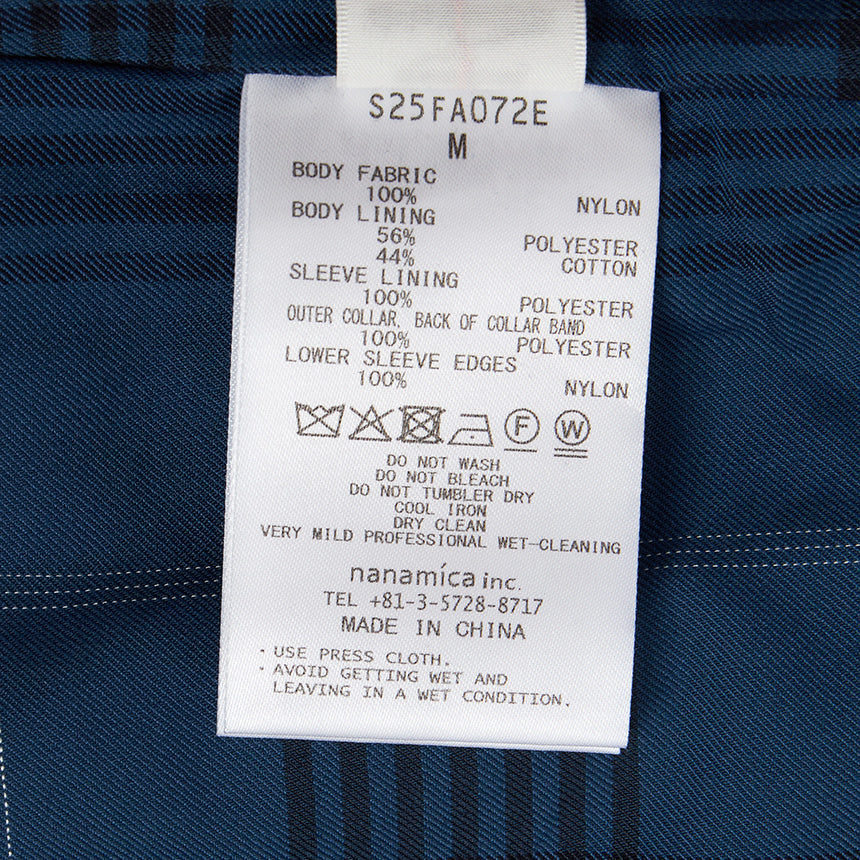 S25FA072E
M
BODY FABRIC
100% NYLON
BODY LINING
56% POLYESTER
44% COTTON
SLEEVE LINING
100% POLYESTER
OUTER COLLAR, BACK OF COLLAR BAND
100% POLYESTER
LOWER SLEEVE EDGES
100% NYLON
F W
DO NOT WASH
DO NOT BLEACH
DO NOT TUMBLER DRY
COOL IRON
DRY CLEAN
VERY MILD PROFESSIONAL WET-CLEANING
nanamica inc.
TEL +81-3-5728-8717
MADE IN CHINA
・USE PRESS CLOTH.
・AVOID GETTING WET AND
LEAVING IN A WET CONDITION.